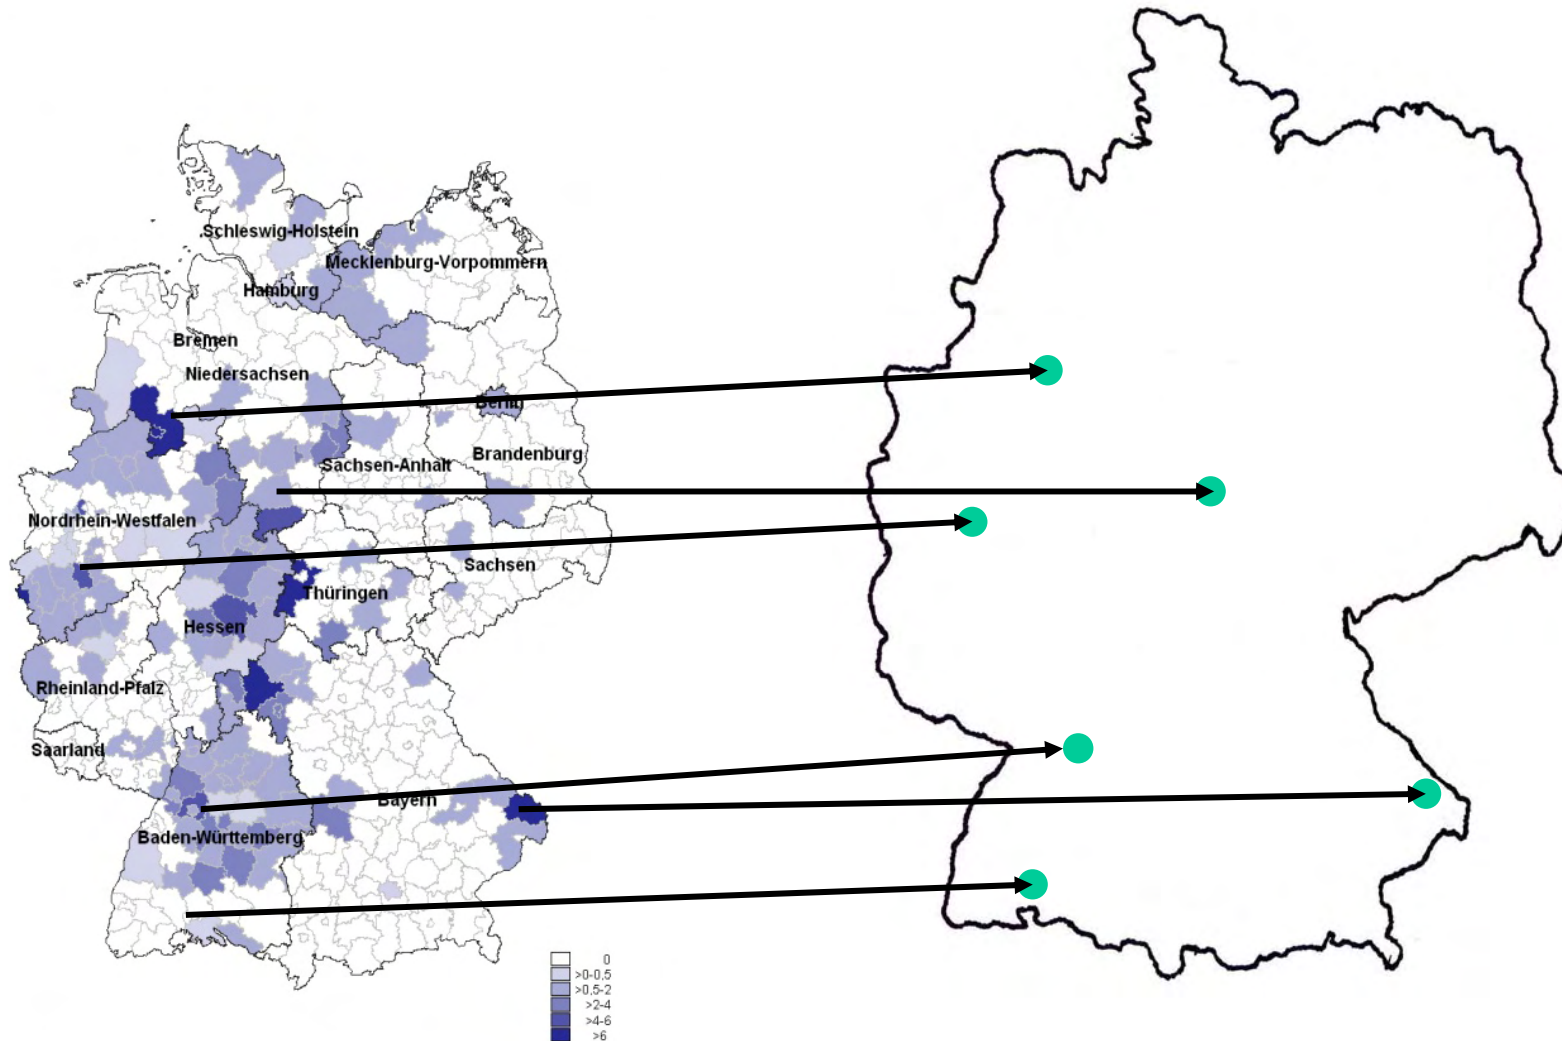 Schleswig-Holstein
Mecklenburg-Vorpommern
Hamburg
Bremen
Niedersachsen
Berlin
Brandenburg
Sachsen-Anhalt
Nordrhein-Westfalen
Sachsen
Thüringen
Hessen
Rheinland-Pfalz
Saarland
Bayern
Baden-Württemberg
0
>0-0,5
>0,5-2
>2-4
>4-6
>6